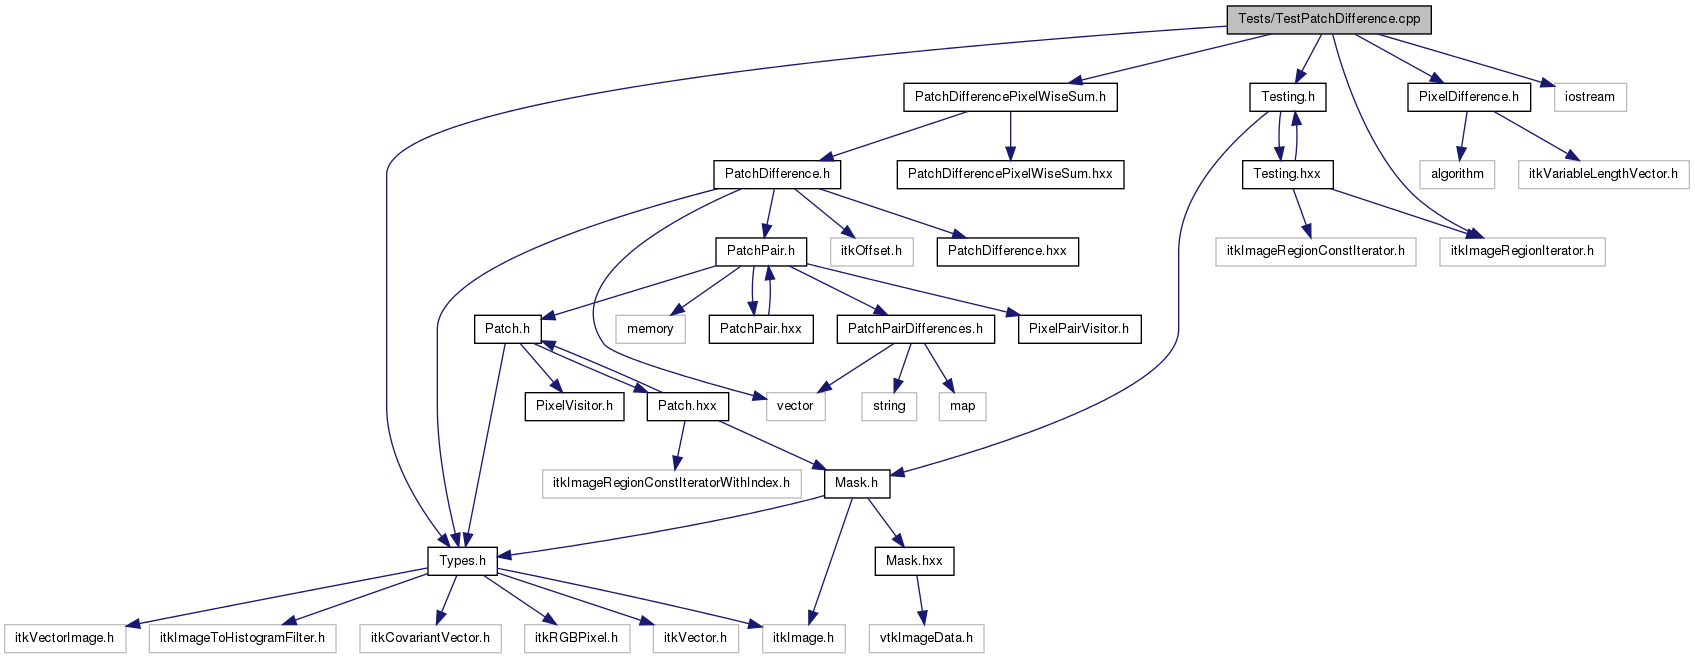 Tests/TestPatchDifference.cpp
PatchDifferencePixelWiseSum.h
Testing.h
PixelDifference.h
iostream
PatchDifference.h
PatchDifferencePixelWiseSum.hxx
Testing.hxx
algorithm
itkVariableLengthVector.h
PatchPair.h
itkOffset.h
PatchDifference.hxx
itkImageRegionConstIterator.h
itkImageRegionIterator.h
Patch.h
memory
PatchPair.hxx
PatchPairDifferences.h
PixelPairVisitor.h
PixelVisitor.h
Patch.hxx
vector
string
map
itkImageRegionConstIteratorWithIndex.h
Mask.h
Types.h
Mask.hxx
itkVectorImage.h
itkImageToHistogramFilter.h
itkCovariantVector.h
itkRGBPixel.h
itkVector.h
itkImage.h
vtkImageData.h